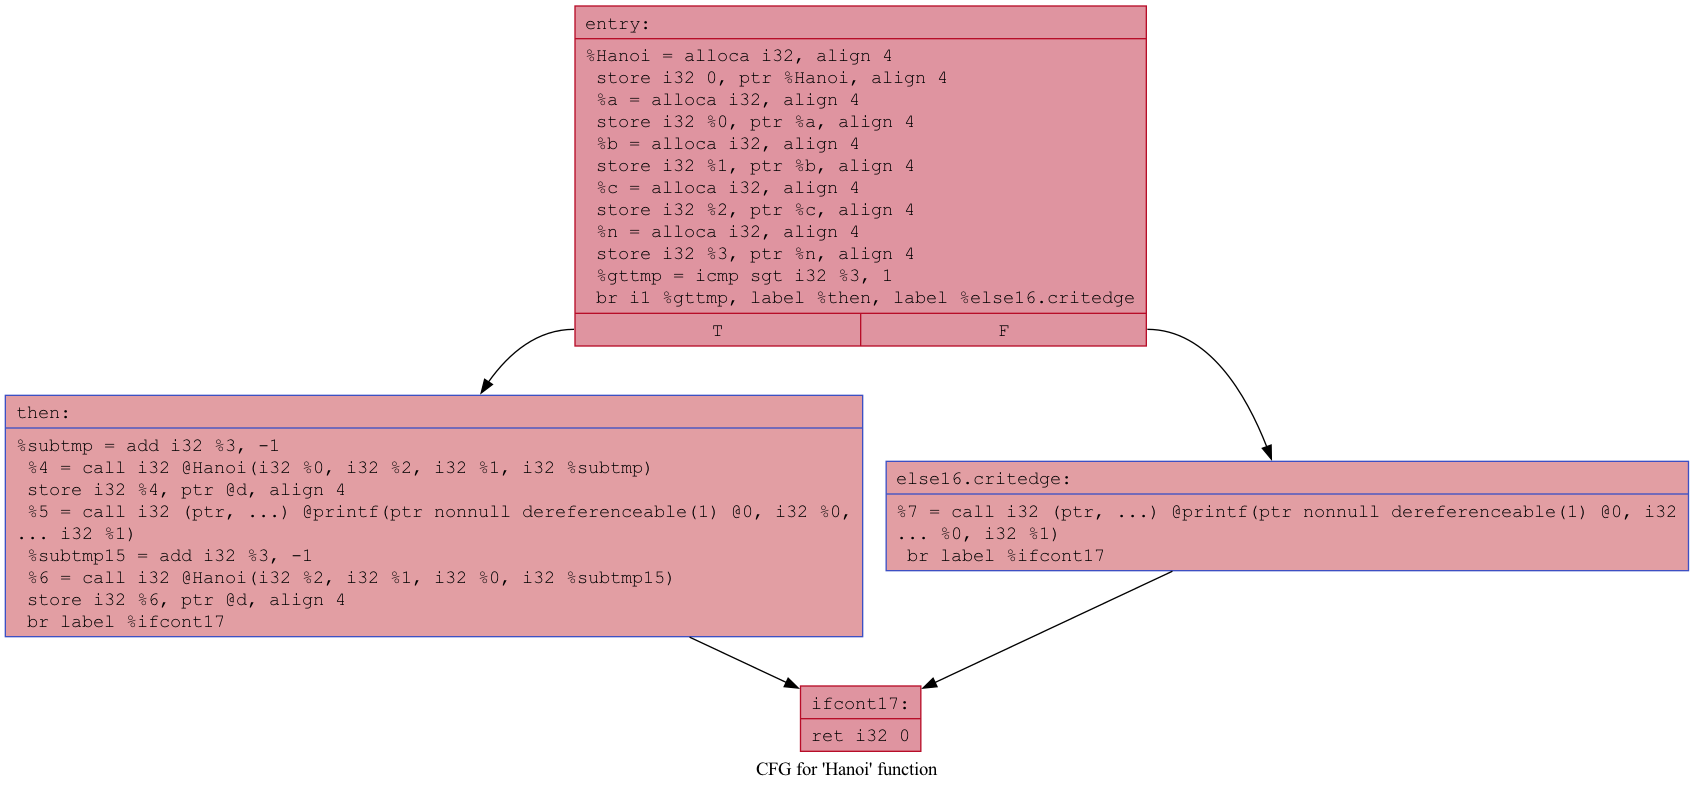 entry:
%Hanoi = alloca i32, align 4
store i32 0, ptr %Hanoi, align 4
%a = alloca i32, align 4
store i32 %0, ptr %a, align 4
%b = alloca i32, align 4
store i32 %1, ptr %b, align 4
%c = alloca i32, align 4
store i32 %2, ptr %c, align 4
%n = alloca i32, align 4
store i32 %3, ptr %n, align 4
%gttmp = icmp sgt i32 %3, 1
br i1 %gttmp, label %then, label %else16.critedge
T
F
then:
%subtmp = add i32 %3, -1
%4 = call i32 @Hanoi(i32 %0, i32 %2, i32 %1, i32 %subtmp)
store i32 %4, ptr @d, align 4
%5 = call i32 (ptr, ...) @printf(ptr nonnull dereferenceable(1) @0, i32 %0,
... i32 %1)
%subtmp15 = add i32 %3, -1
%6 = call i32 @Hanoi(i32 %2, i32 %1, i32 %0, i32 %subtmp15)
store i32 %6, ptr @d, align 4
br label %ifcont17
else16.critedge:
%7 = call i32 (ptr, ...) @printf(ptr nonnull dereferenceable(1) @0, i32
... %0, i32 %1)
br label %ifcont17
ifcont17:
ret i32 0
CFG for 'Hanoi' function